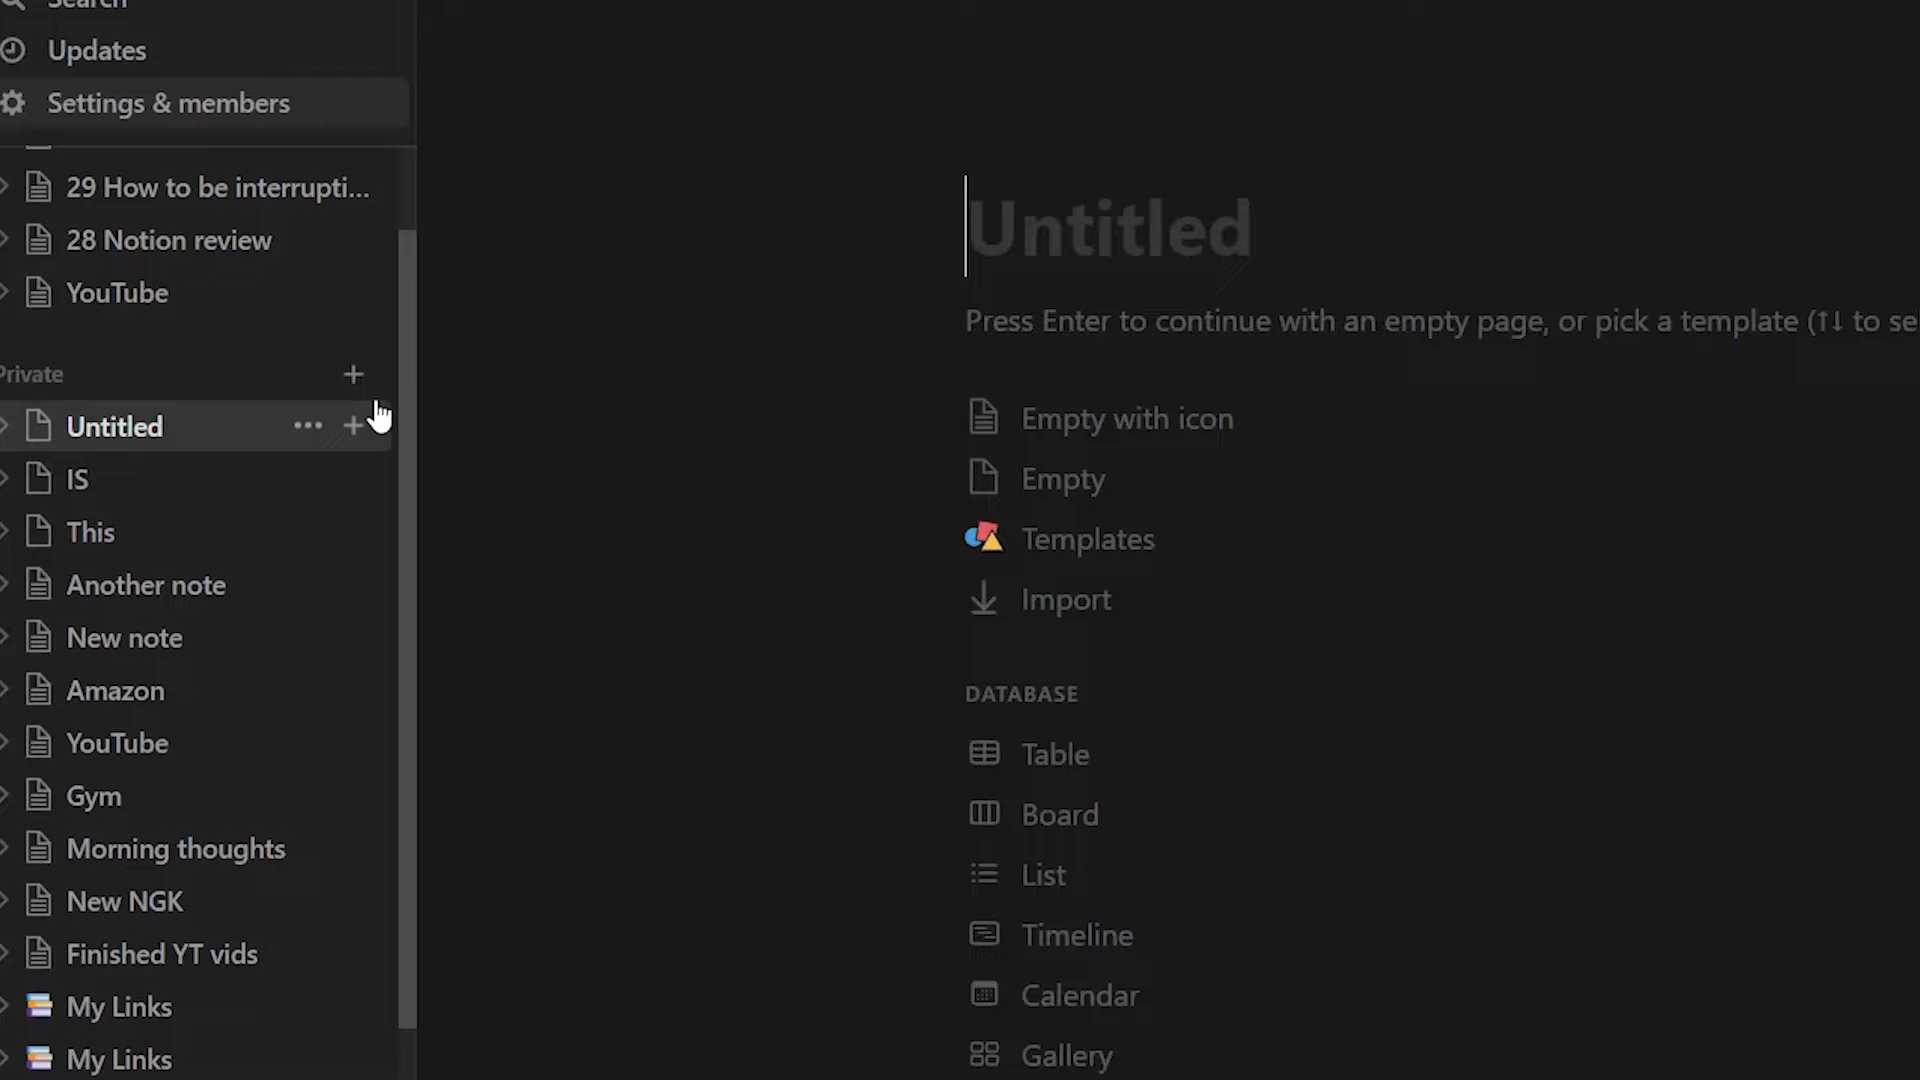 Search
Updates
Settings & members
29 How to be interrupti...
28 Notion review
YouTube
Private
Untitled
IS
This
Another note
New note
Amazon
YouTube
Gym
Morning thoughts
New NGK
Finished YT vids
My Links
My Links
Untitled
Press Enter to continue with an empty page, or pick a template (↑↓ to se
Empty with icon
Empty
Templates
Import
DATABASE
Table
Board
List
Timeline
Calendar
Gallery